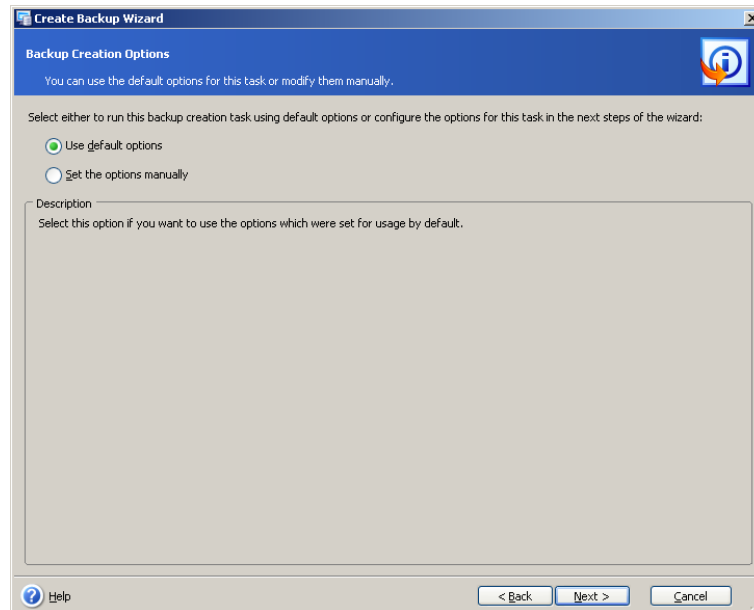 Create Backup Wizard
Backup Creation Options
You can use the default options for this task or modify them manually.
Select either to run this backup creation task using default options or configure the options for this task in the next steps of the wizard:
Use default options
Set the options manually
Description
Select this option if you want to use the options which were set for usage by default.
Help
< Back
Next >
Cancel